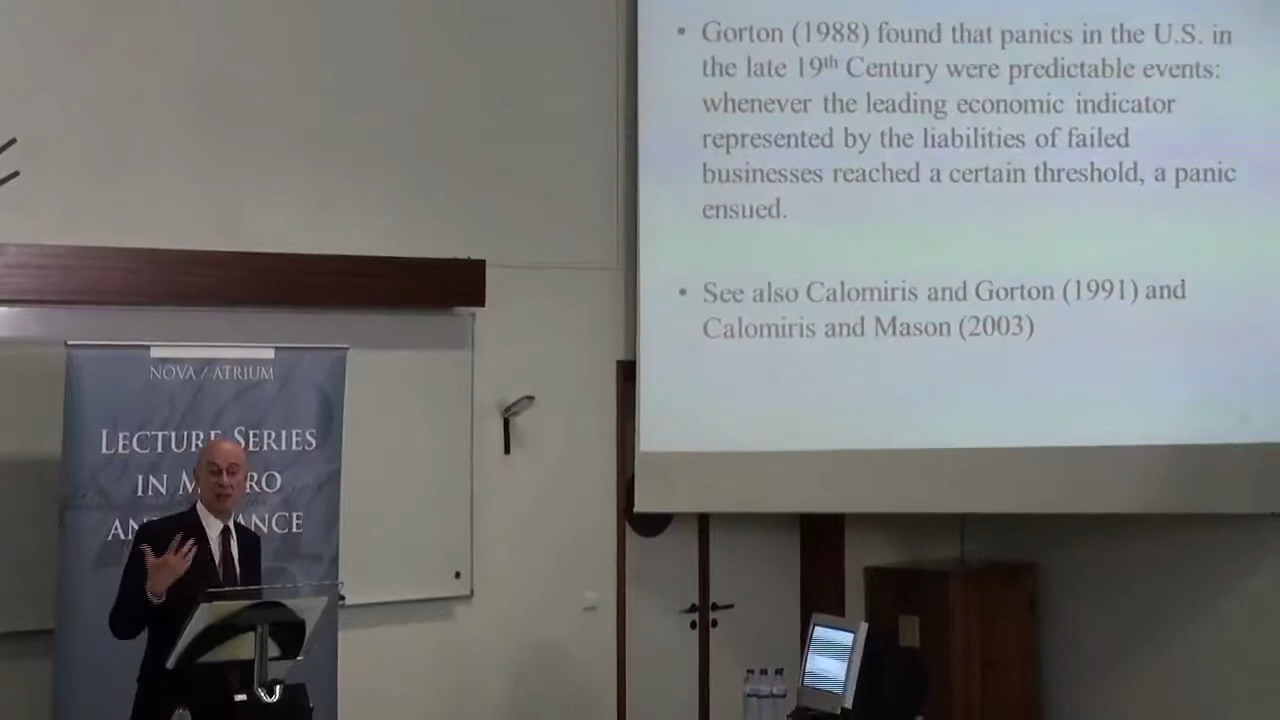 • Gorton (1988) found that panics in the U.S. in
the late 19th Century were predictable events:
whenever the leading economic indicator
represented by the liabilities of failed
businesses reached a certain threshold, a panic
ensued.
• See also Calomiris and Gorton (1991) and
Calomiris and Mason (2003)
NOVA / ATRIUM
LECTURE SERIES
IN